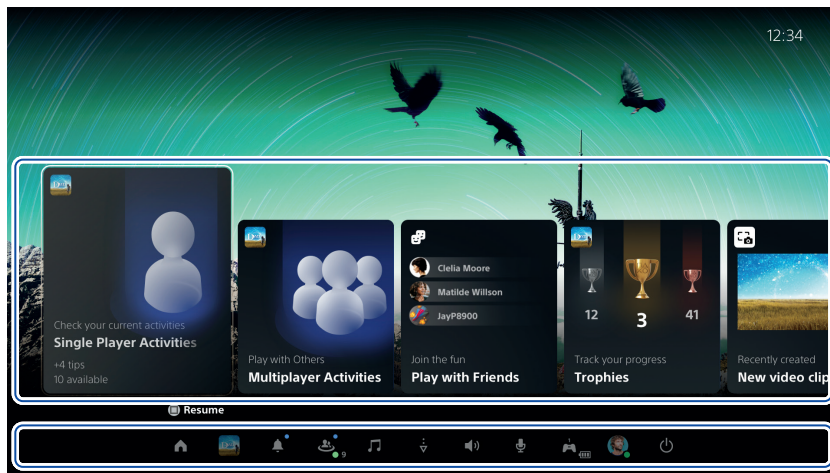 12:34
Check your current activities
Single Player Activities
+4 tips
10 available
Play with Others
Multiplayer Activities
Clelia Moore
Matilde Willson
JayP8900
Join the fun
Play with Friends
12
3
41
Track your progress
Trophies
Recently created
New video clip
Resume
9